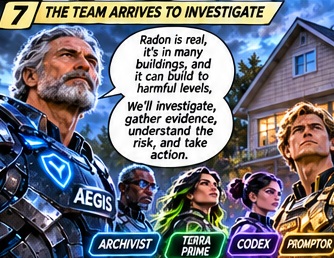 7 THE TEAM ARRIVES TO INVESTIGATE
Radon is real,
it's in many
buildings, and
it can build to
harmful levels,
We'll investigate,
gather evidence,
understand the
risk, and take
action.
AEGIS
ARCHIVIST
TERRA
PRIME
CODEX
PROMPTOR